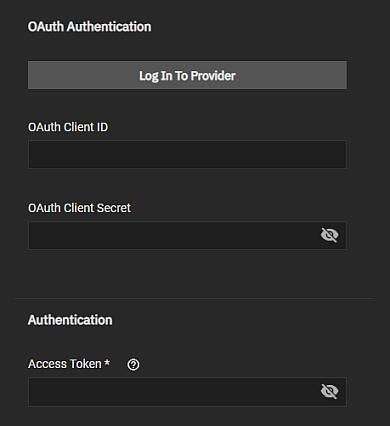 OAuth Authentication
Log In To Provider
OAuth Client ID
OAuth Client Secret
Authentication
Access Token *